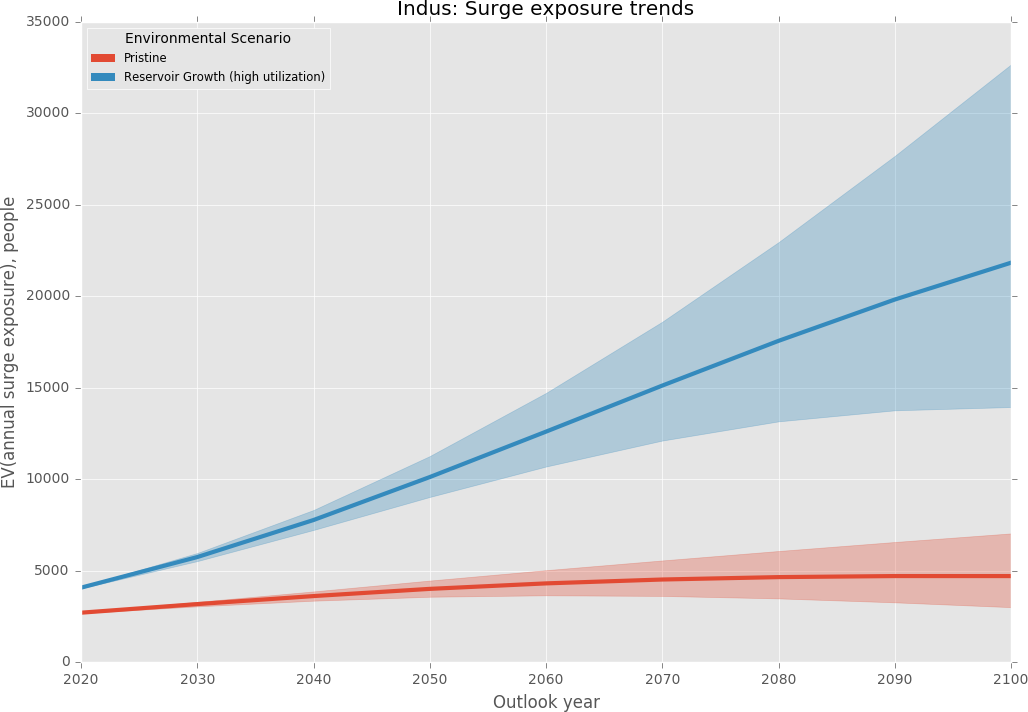 Indus: Surge exposure trends
Environmental Scenario
Pristine
Reservoir Growth (high utilization)
EV(annual surge exposure), people
35000
30000
25000
20000
15000
10000
5000
0
2020 2030 2040 2050 2060 2070 2080 2090 2100
Outlook year